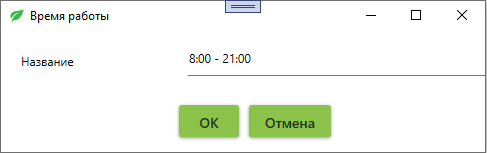 Время работы
Название
8:00 - 21:00
ОК
Отмена